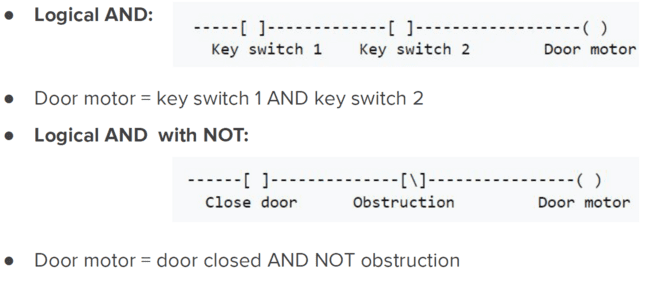 • Logical AND:
-----[ ]-------------[ ]------------------( )
Key switch 1 Key switch 2 Door motor
• Door motor = key switch 1 AND key switch 2
• Logical AND with NOT:
------[ ]--------------[\]----------------( )
Close door Obstruction Door motor
• Door motor = door closed AND NOT obstruction